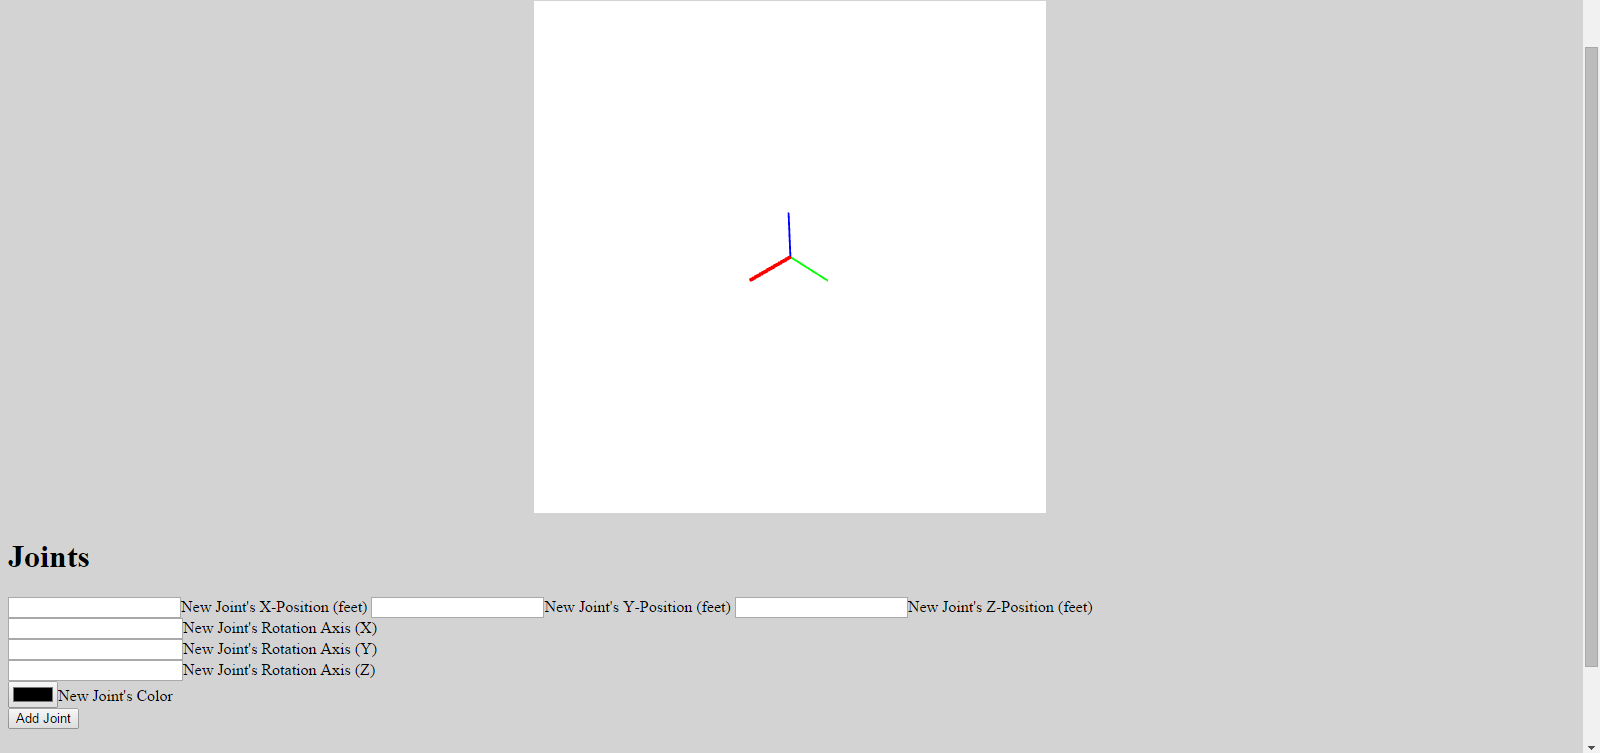 Joints
New Joint's X-Position (feet) New Joint's Y-Position (feet) New Joint's Z-Position (feet)
New Joint's Rotation Axis (X)
New Joint's Rotation Axis (Y)
New Joint's Rotation Axis (Z)
New Joint's Color
Add Joint